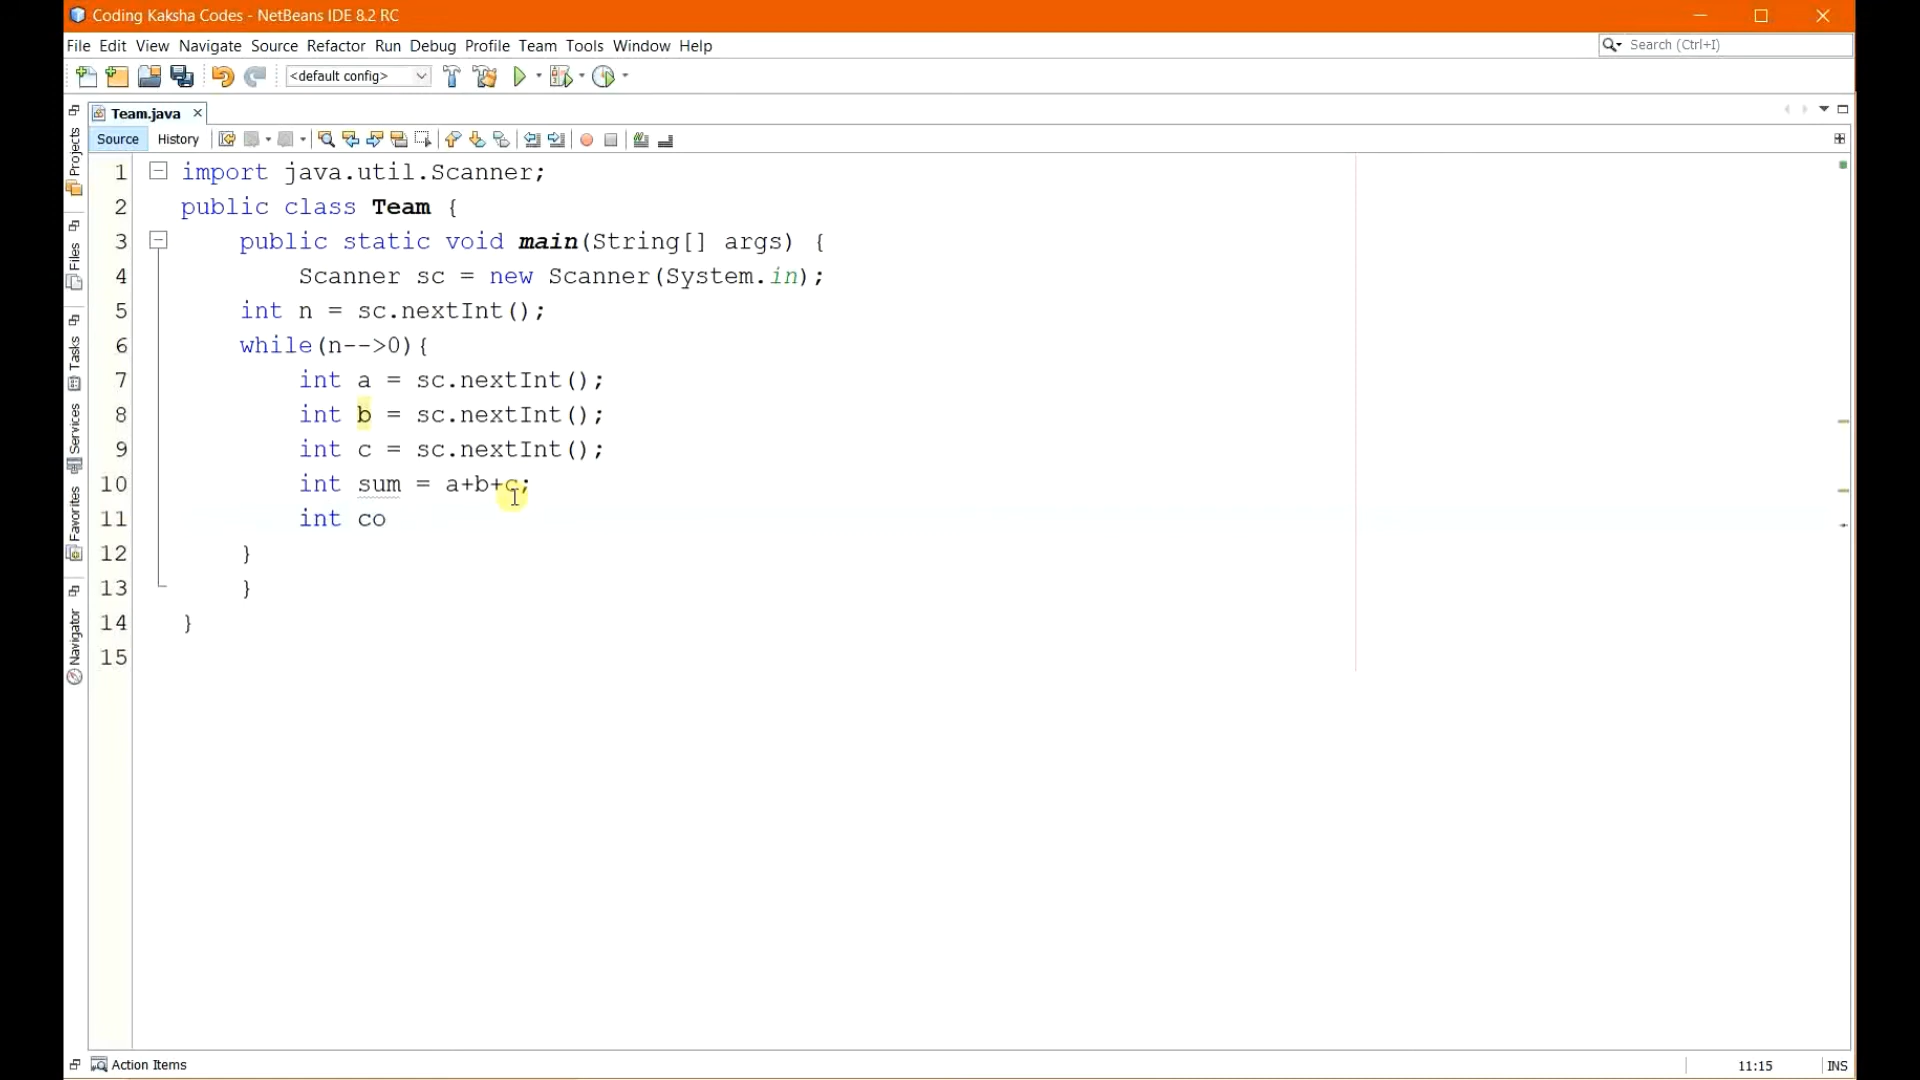 Coding Kaksha Codes - NetBeans IDE 8.2 RC
File Edit View Navigate Source Refactor Run Debug Profile Team Tools Window Help
Search (Ctrl+I)
<default config>
Team.java
Source History
1 import java.util.Scanner;
2 public class Team {
3 public static void main(String[] args) {
4 Scanner sc = new Scanner(System.in);
5 int n = sc.nextInt();
6 while(n-->0){
7 int a = sc.nextInt();
8 int b = sc.nextInt();
9 int c = sc.nextInt();
10 int sum = a+b+c;
11 int co
12 }
13 }
14 }
15
Projects
Files
Tasks
Services
Favorites
Navigator
Action Items
11:15 INS